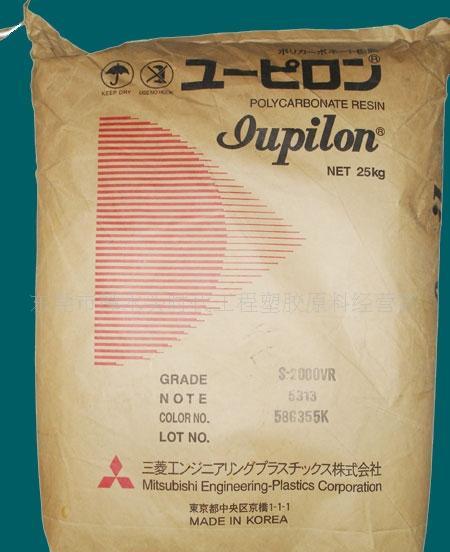 ポリカーボネート樹脂
ユーピロン®
KEEP DRY
USE NO HOOK
POLYCARBONATE RESIN
Iupilon®
NET 25kg
GRADE S-2000VR
NOTE 5313
COLOR NO. 58G355K
LOT NO.
三菱エンジニアリングプラスチックス株式会社
Mitsubishi Engineering-Plastics Corporation
東京都中央区京橋1-1-1
MADE IN KOREA